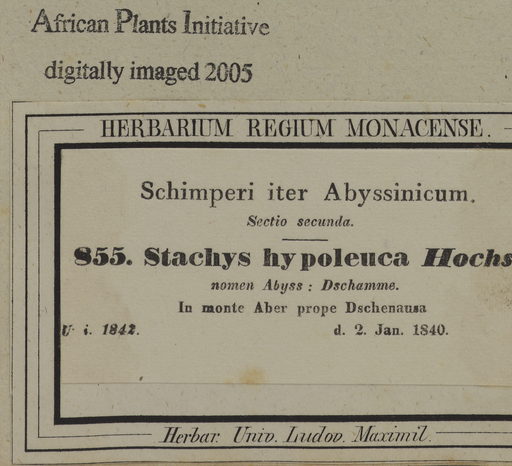 African Plants Initiative
digitally imaged 2005
HERBARIUM REGIUM MONACENSE.
Schimperi iter Abyssinicum.
Sectio secunda.
855. Stachys hypoleuca Hochs
nomen Abyss: Dschamme.
In monte Aber prope Dschenausa
U. i. 1842. d. 2. Jan. 1840.
Herbar. Univ. Ludov. Maximil.